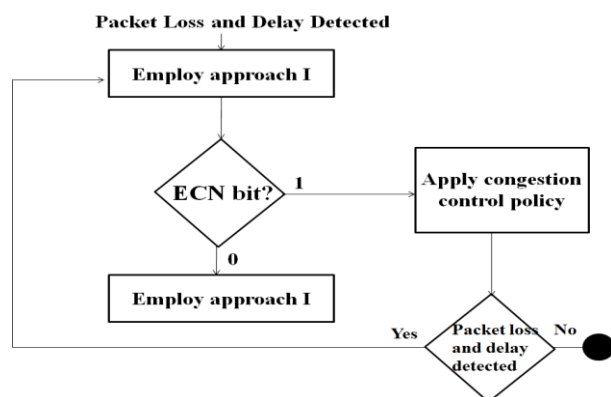 Packet Loss and Delay Detected
Employ approach I
ECN bit?
1
Apply congestion
control policy
0
Employ approach I
Yes
Packet loss
and delay
detected
No